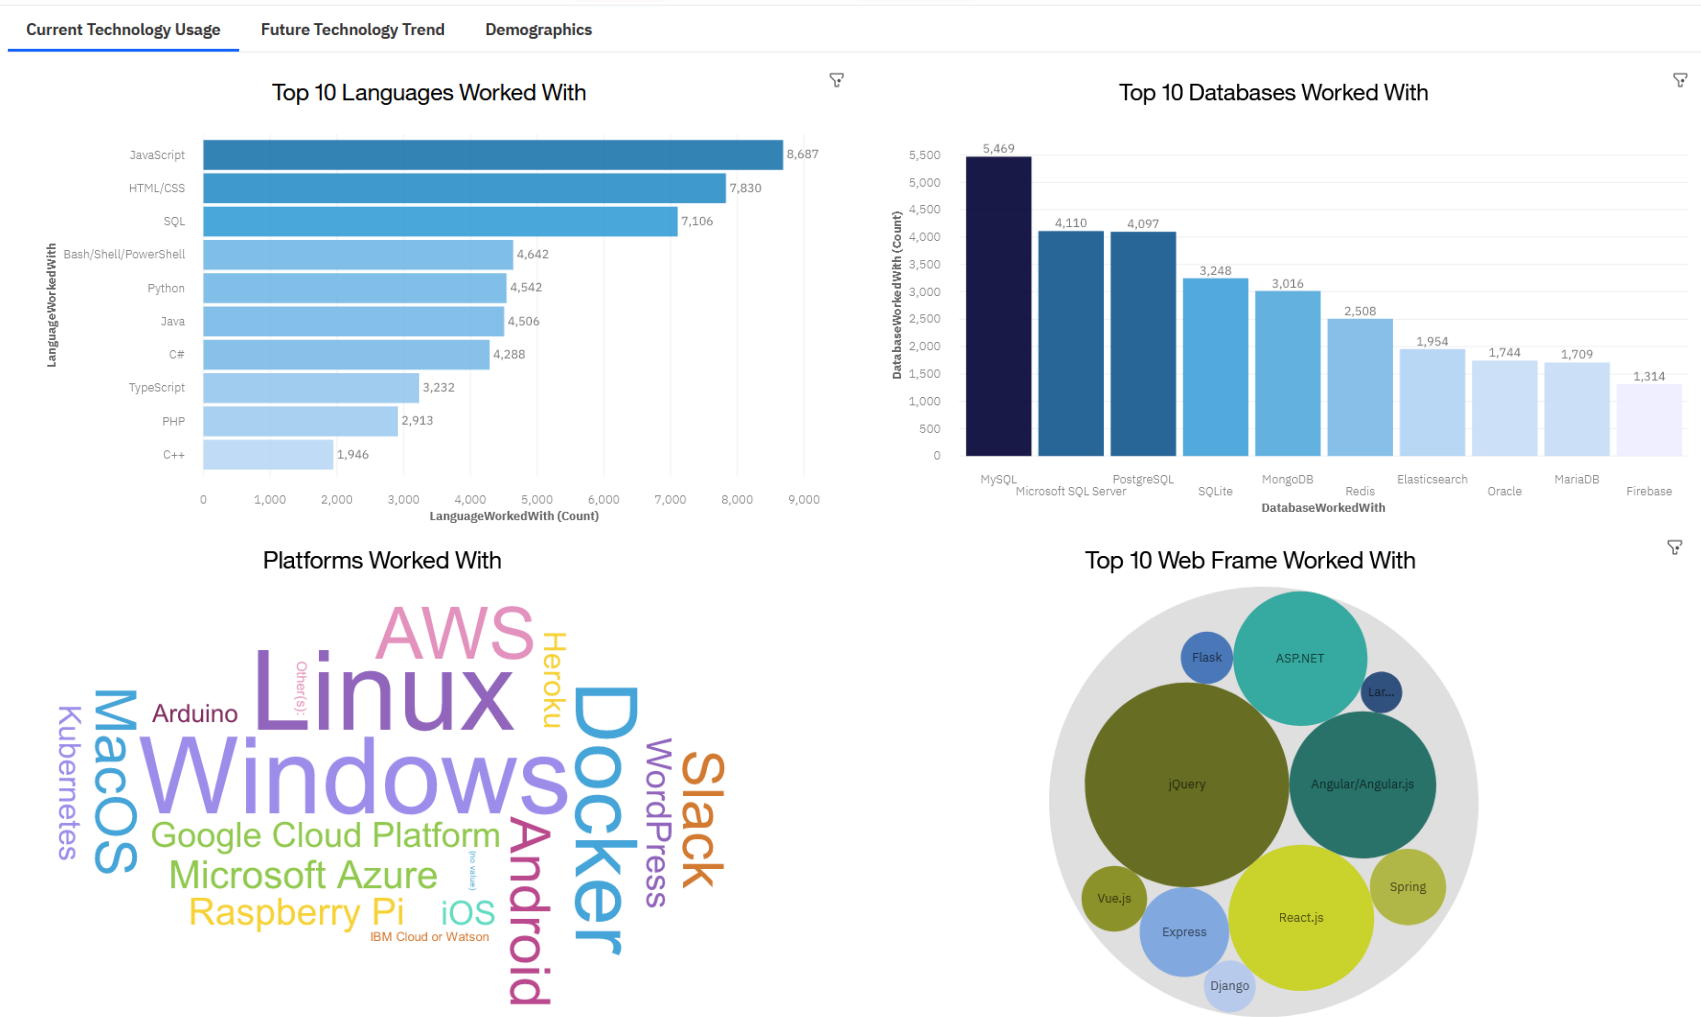 Current Technology Usage
Future Technology Trend
Demographics
Top 10 Languages Worked With
LanguageWorkedWith
JavaScript
8,687
HTML/CSS
7,830
SQL
7,106
Bash/Shell/PowerShell
4,642
Python
4,542
Java
4,506
C#
4,288
TypeScript
3,232
PHP
2,913
C++
1,946
0 1,000 2,000 3,000 4,000 5,000 6,000 7,000 8,000 9,000
LanguageWorkedWith (Count)
Top 10 Databases Worked With
DatabaseWorkedWith (Count)
5,500
5,000
4,500
4,000
3,500
3,000
2,500
2,000
1,500
1,000
500
0
5,469
4,110
4,097
3,248
3,016
2,508
1,954
1,744
1,709
1,314
MySQL
Microsoft SQL Server
PostgreSQL
SQLite
MongoDB
Redis
Elasticsearch
Oracle
MariaDB
Firebase
DatabaseWorkedWith
Platforms Worked With
AWS
Heroku
Linux
Other(s):
Arduino
Kubernetes
MacOS
Windows
Docker
WordPress
Slack
Google Cloud Platform
Microsoft Azure
(no value)
Android
Raspberry Pi
iOS
IBM Cloud or Watson
Top 10 Web Frame Worked With
Flask
ASP.NET
Lar...
jQuery
Angular/Angular.js
Vue.js
Spring
React.js
Express
Django